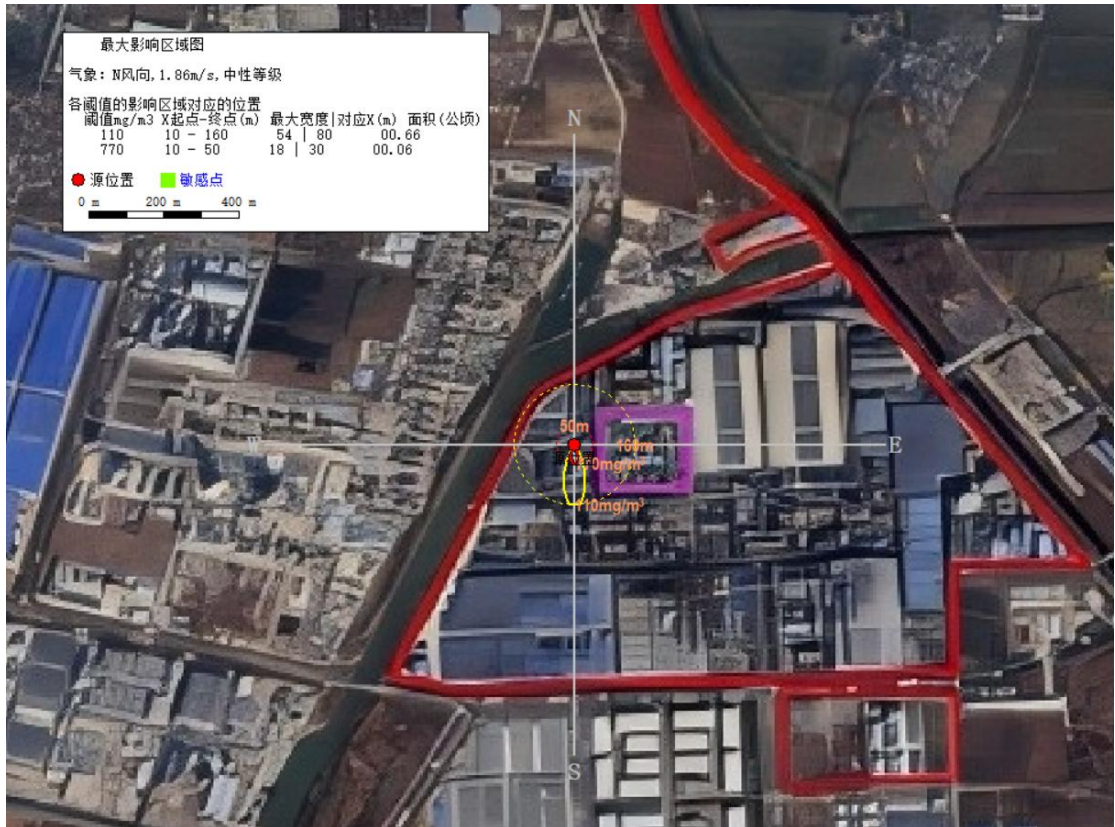 最大影响区域图
气象: N风向,1.86m/s,中性等级
各阈值的影响区域对应的位置
阈值mg/m3 X起点-终点(m) 最大宽度|对应X(m) 面积(公顷)
110 10 - 160 54 | 80 00.66
770 10 - 50 18 | 30 00.06
源位置 敏感点
0 m 200 m 400 m
N
50m
W
E
160m
110mg/m³
S